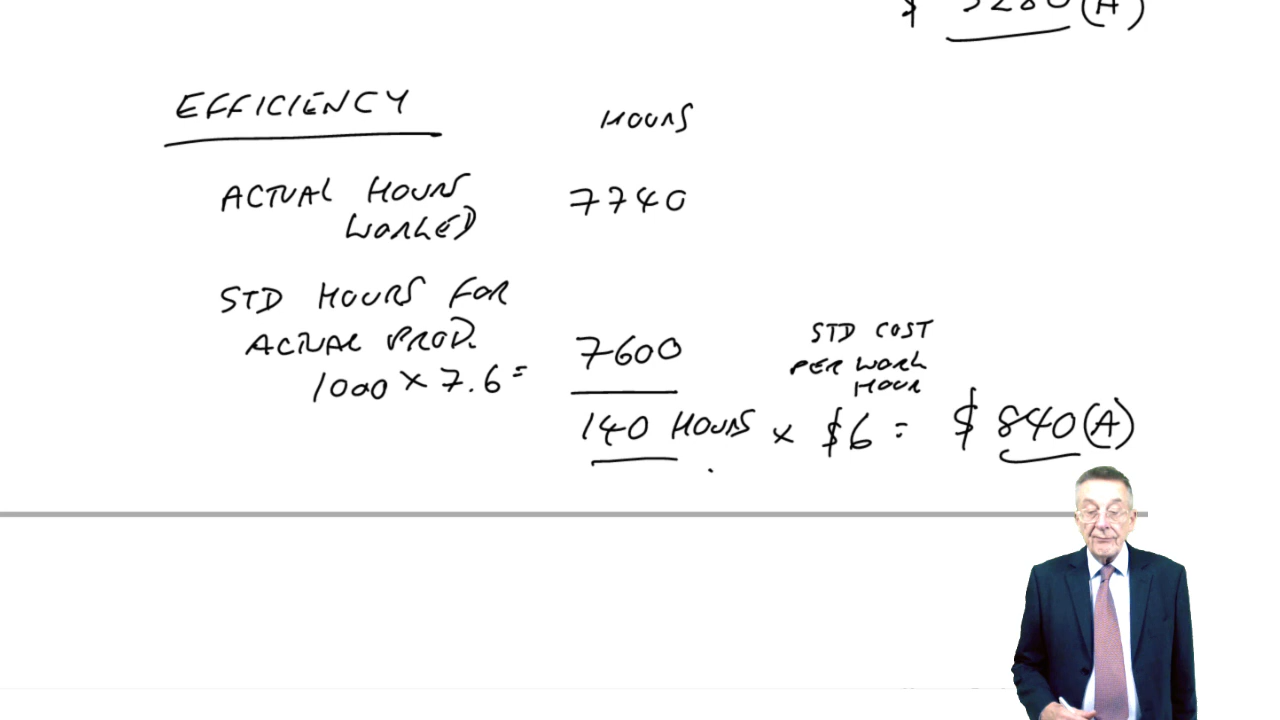 (A)
EFFICIENCY
HOURS
ACTUAL HOURS 7740
WORKED
STD HOURS FOR
ACTUAL PROD. 7600
1000 × 7.6 =
STD COST
PER WORK
HOUR
140 HOURS × $6 = $ 840 (A)